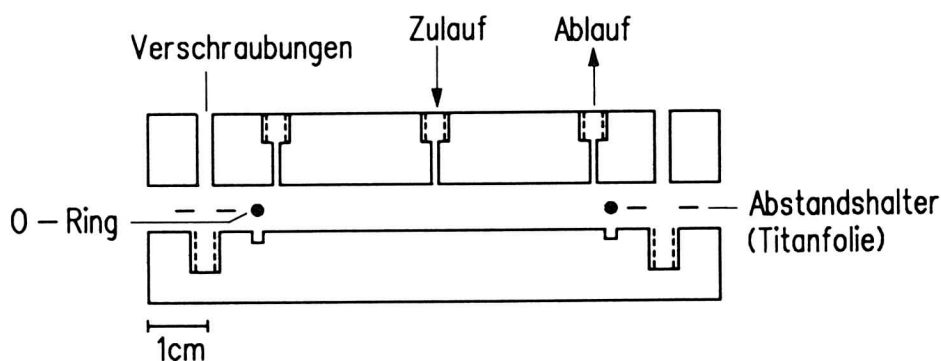 Verschraubungen
Zulauf
Ablauf
O – Ring
Abstandshalter
(Titanfolie)
1cm